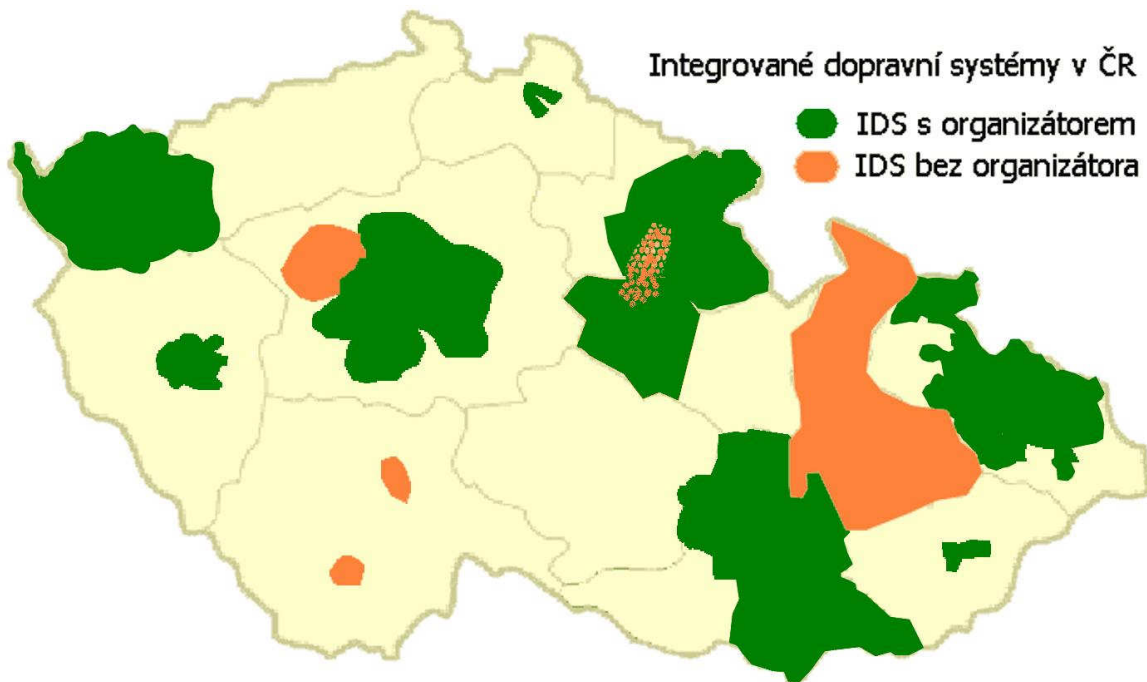 Integrované dopravní systémy v ČR
IDS s organizátorem
IDS bez organizátora